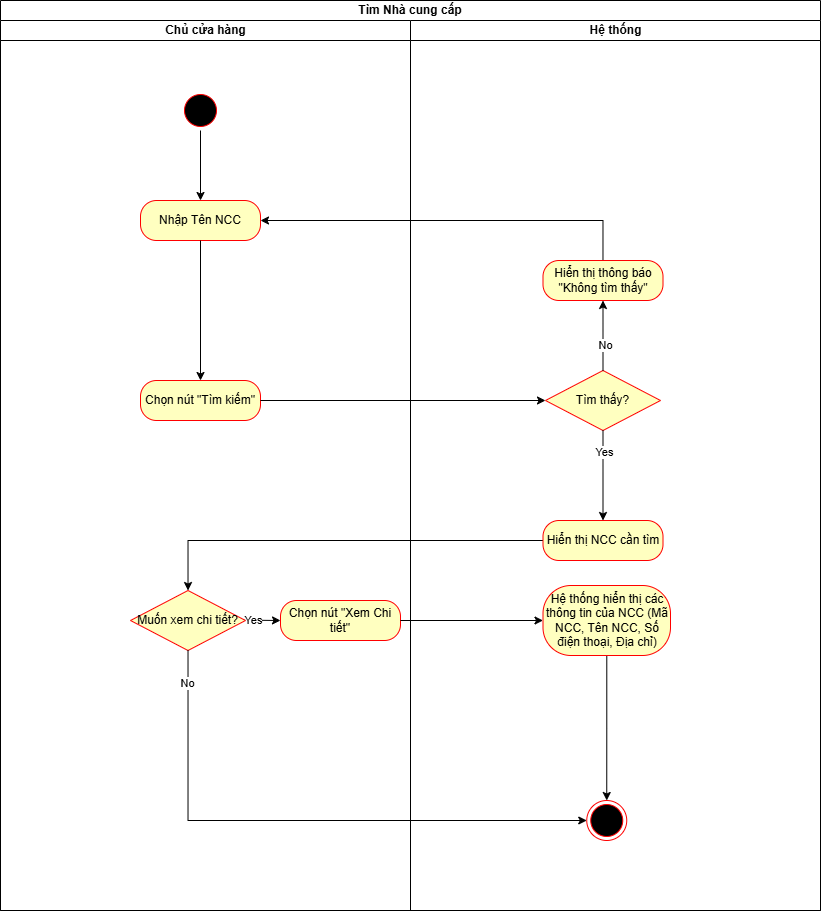 Tìm Nhà cung cấp
Chủ cửa hàng
Hệ thống
Nhập Tên NCC
Hiển thị thông báo
"Không tìm thấy"
No
Chọn nút "Tìm kiếm"
Tìm thấy?
Yes
Hiển thị NCC cần tìm
Muốn xem chi tiết?
Yes
Chọn nút "Xem Chi
tiết"
Hệ thống hiển thị các
thông tin của NCC (Mã
NCC, Tên NCC, Số
điện thoại, Địa chỉ)
No